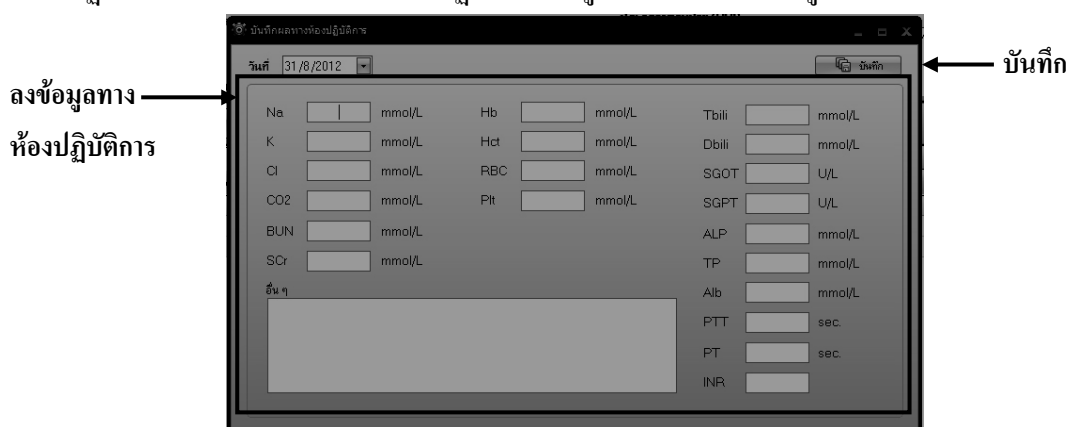 บันทึกผลทางห้องปฏิบัติการ
วันที่ 31/8/2012 บันทึก
บันทึก
ลงข้อมูลทาง
ห้องปฏิบัติการ
Na mmol/L Hb mmol/L Tbili mmol/L
K mmol/L Hct mmol/L Dbili mmol/L
Cl mmol/L RBC mmol/L SGOT U/L
CO2 mmol/L Plt mmol/L SGPT U/L
BUN mmol/L ALP mmol/L
SCr mmol/L TP mmol/L
อื่น ๆ Alb mmol/L
PTT sec.
PT sec.
INR